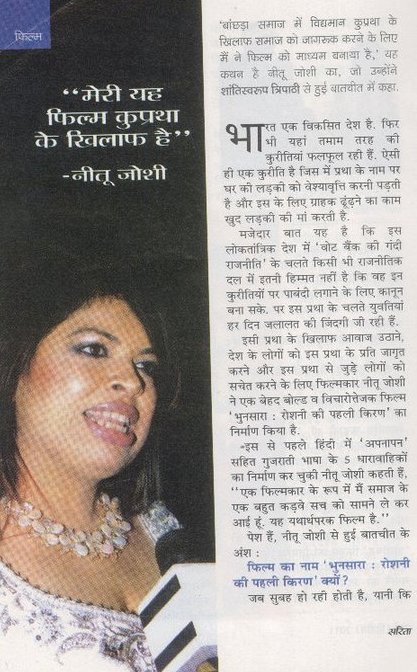 फिल्म
“मेरी यह
फिल्म कुप्रथा
के खिलाफ है”
-नीतू जोशी
‘बांछड़ा समाज में विद्यमान कुप्रथा के
खिलाफ समाज को जागरूक करने के लिए
मैं ने फिल्म को माध्यम बनाया है,’ यह
कथन है नीतू जोशी का, जो उन्होंने
शांतिस्वरूप त्रिपाठी से हुई बातचीत में कहा.
भारत एक विकसित देश है. फिर
भी यहां तमाम तरह की
कुरीतियां फलफूल रही हैं. ऐसी
ही एक कुरीति है जिस में प्रथा के नाम पर
घर की लड़की को वेश्यावृत्ति करनी पड़ती
है और इस के लिए ग्राहक ढूंढ़ने का काम
खुद लड़की की मां करती है.
मजेदार बात यह है कि इस
लोकतांत्रिक देश में ‘वोट बैंक की गंदी
राजनीति’ के चलते किसी भी राजनीतिक
दल में इतनी हिम्मत नहीं है कि वह इन
कुरीतियों पर पाबंदी लगाने के लिए कानून
बना सके. पर इस प्रथा के चलते युवतियां
हर दिन जलालत की जिंदगी जी रही हैं.
इसी प्रथा के खिलाफ आवाज उठाने,
देश के लोगों को इस प्रथा के प्रति जागृत
करने और इस प्रथा से जुड़े लोगों को
सचेत करने के लिए फिल्मकार नीतू जोशी
ने एक बेहद बोल्ड व विचारोत्तेजक फिल्म
‘भुनसारा : रोशनी की पहली किरण’ का
निर्माण किया है.
इस से पहले हिंदी में ‘अपनापन’
सहित गुजराती भाषा के 5 धारावाहिकों
का निर्माण कर चुकी नीतू जोशी कहती हैं,
“एक फिल्मकार के रूप में मैं समाज के
एक बहुत कड़वे सच को सामने ले कर
आई हूं. यह यथार्थपरक फिल्म है.”
पेश हैं, नीतू जोशी से हुई बातचीत के
अंश :
फिल्म का नाम ‘भुनसारा : रोशनी
की पहली किरण’ क्यों?
जब सुबह हो रही होती है, यानी कि
सरिता